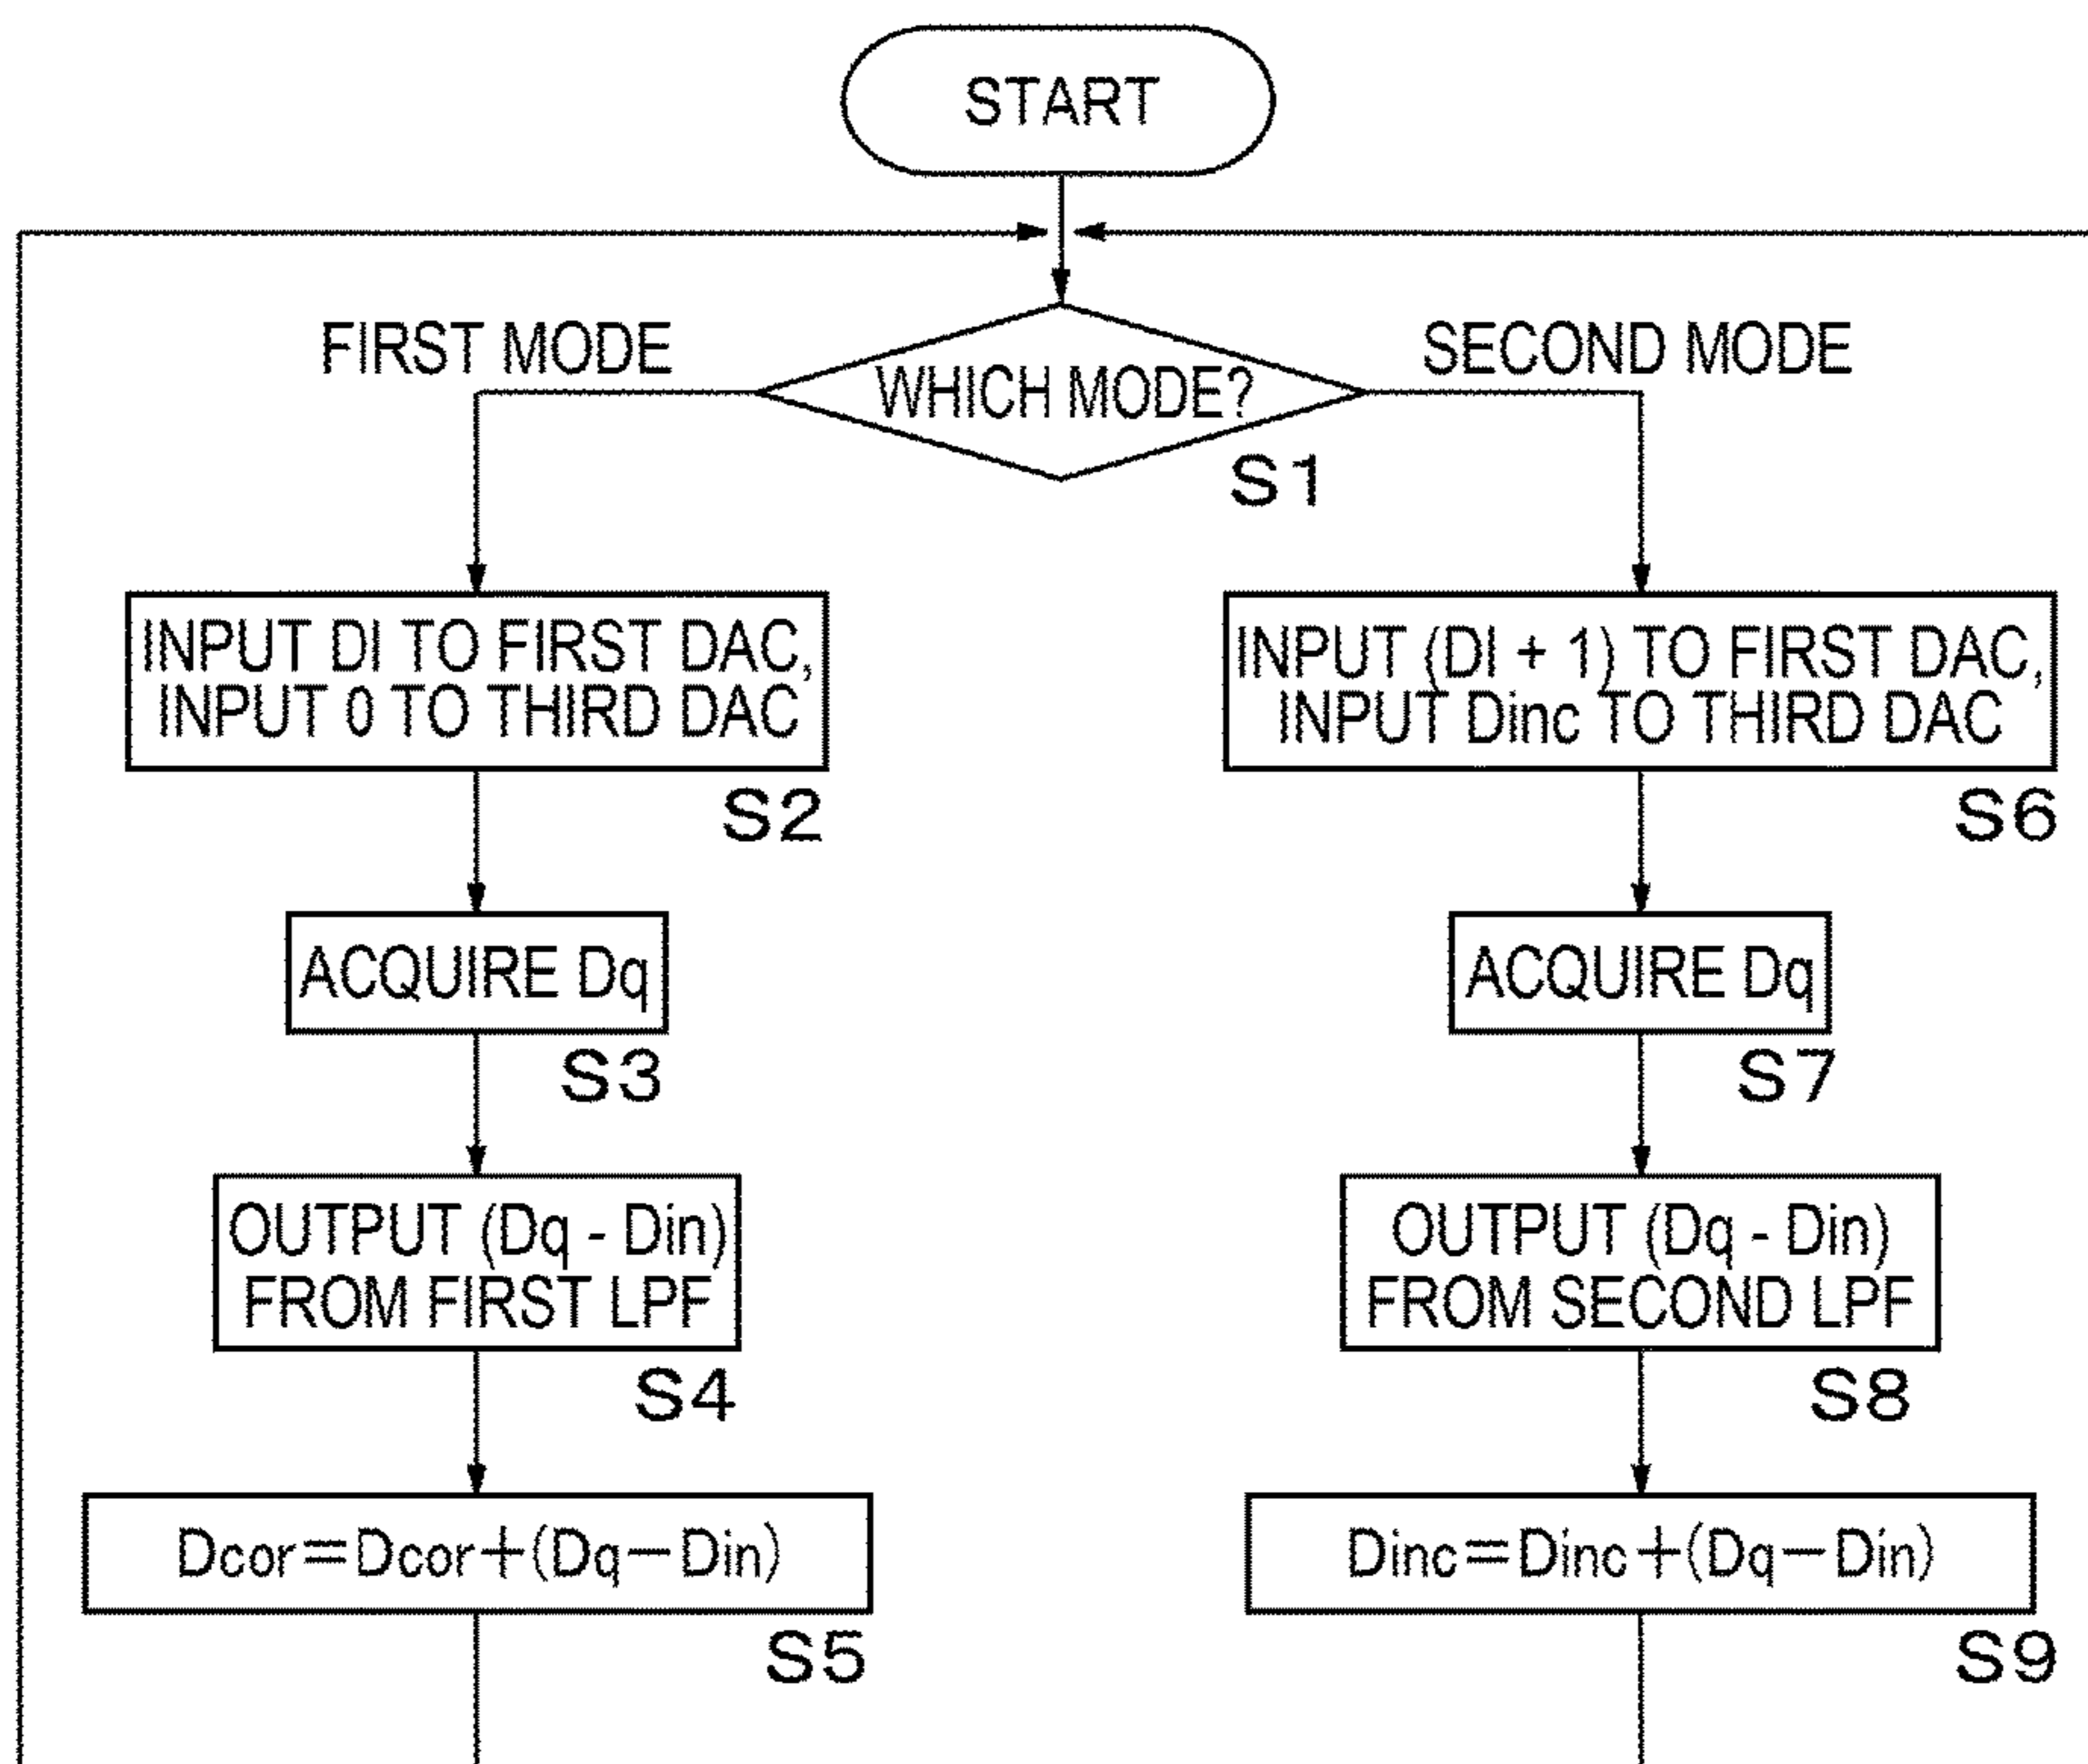 START
FIRST MODE
SECOND MODE
WHICH MODE?
S1
INPUT DI TO FIRST DAC,
INPUT 0 TO THIRD DAC
S2
ACQUIRE Dq
S3
OUTPUT (Dq - Din)
FROM FIRST LPF
S4
Dcor=Dcor+(Dq-Din)
S5
INPUT (DI + 1) TO FIRST DAC,
INPUT Dinc TO THIRD DAC
S6
ACQUIRE Dq
S7
OUTPUT (Dq - Din)
FROM SECOND LPF
S8
Dinc=Dinc+(Dq-Din)
S9